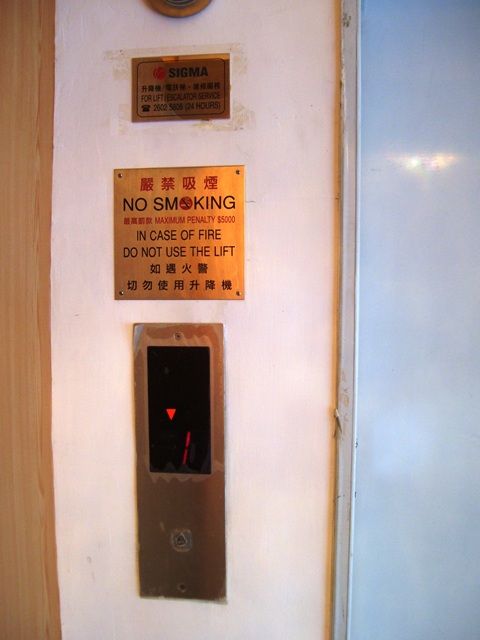 SIGMA
升降機/電扶梯·維修服務
FOR LIFT/ESCALATOR SERVICE
☎ 2602 5808 (24 HOURS)
嚴禁吸煙
NO SMOKING
最高罰款 MAXIMUM PENALTY $5000
IN CASE OF FIRE
DO NOT USE THE LIFT
如遇火警
切勿使用升降機